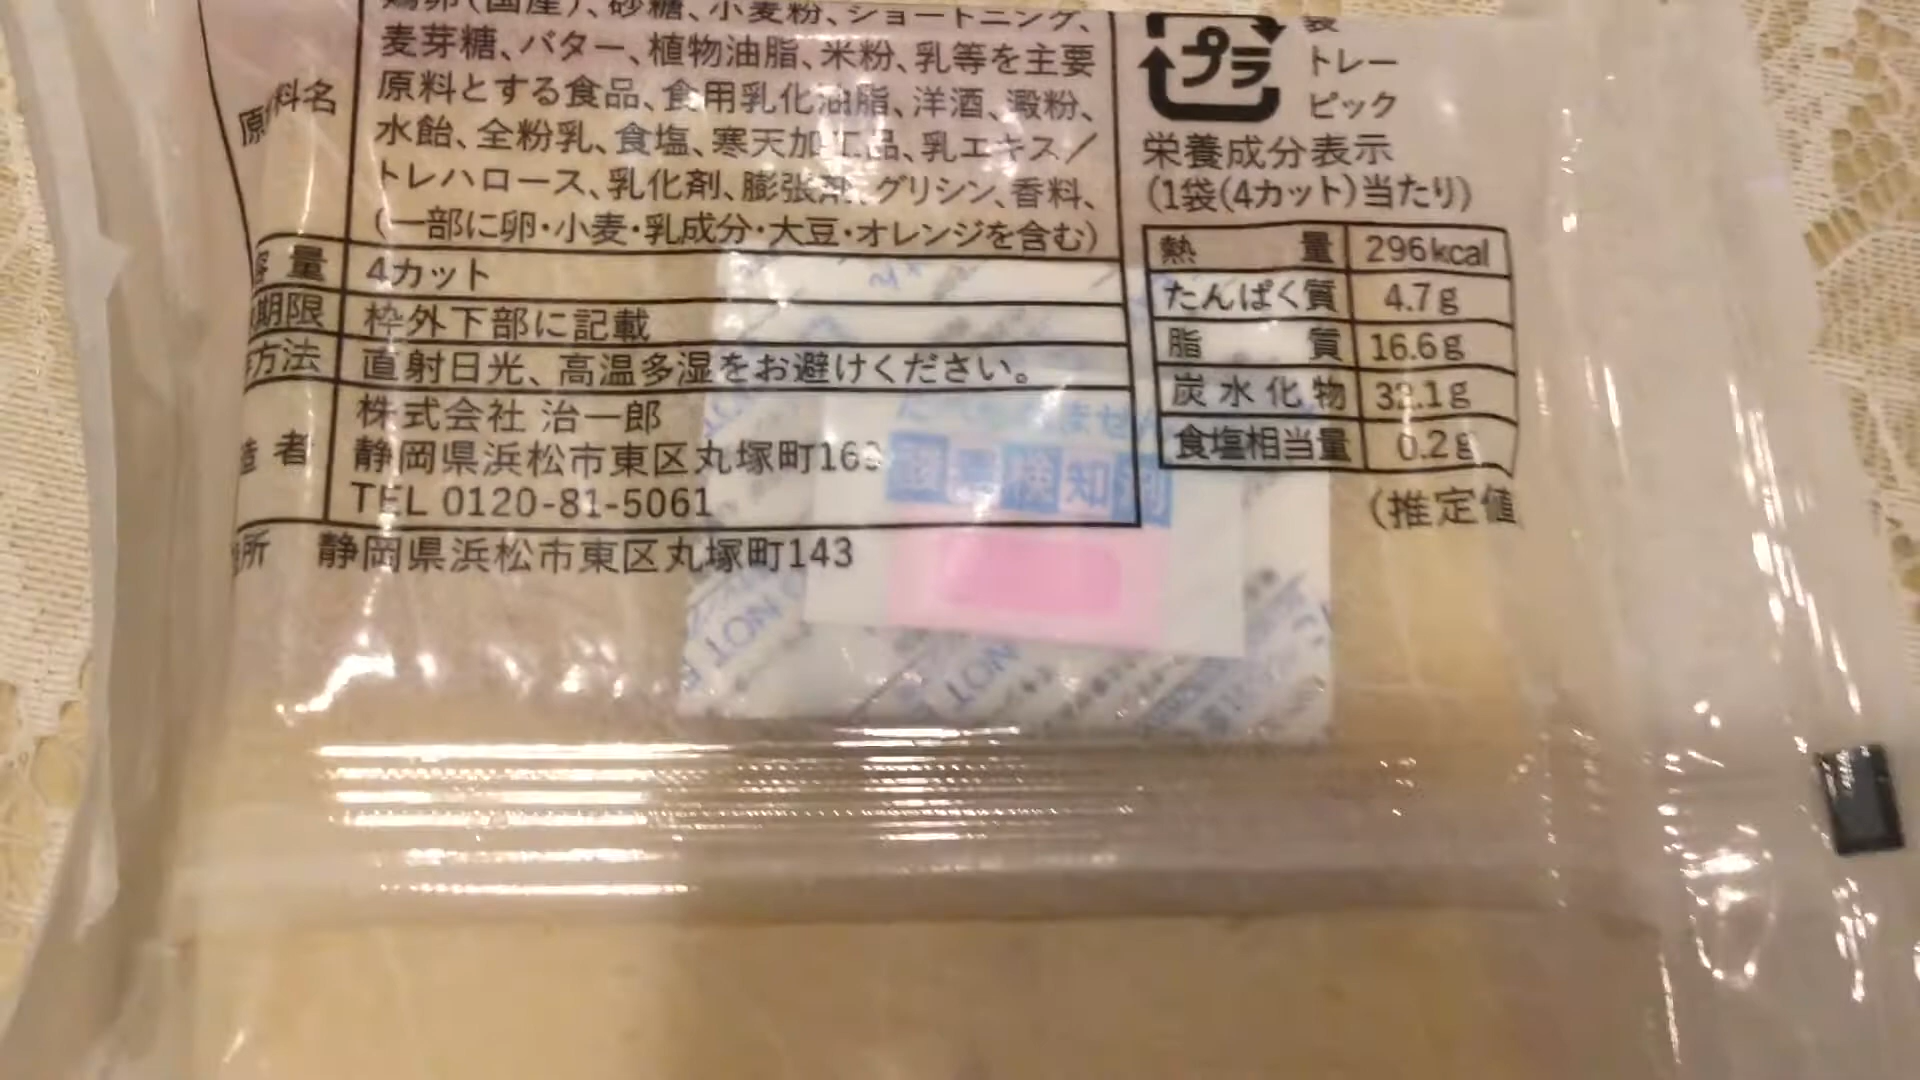 鶏卵(国産)、砂糖、小麦粉、ショートニング、
麦芽糖、バター、植物油脂、米粉、乳等を主要
原料とする食品、食用乳化油脂、洋酒、澱粉、
水飴、全粉乳、食塩、寒天加工品、乳エキス/
トレハロース、乳化剤、膨張剤、グリシン、香料、
(一部に卵・小麦・乳成分・大豆・オレンジを含む)
原 料名
容 量 4カット
期限 枠外下部に記載
方法 直射日光、高温多湿をお避けください。
造 者 株式会社 治一郎
静岡県浜松市東区丸塚町16
TEL 0120-81-5061
所 静岡県浜松市東区丸塚町143
プラ
袋
トレー
ピック
栄養成分表示
(1袋(4カット)当たり)
熱 量 296kcal
たんぱく質 4.7g
脂 質 16.6g
炭水化物
食塩相当量 0.2g
(推定値
検知剤
NOT
NOT